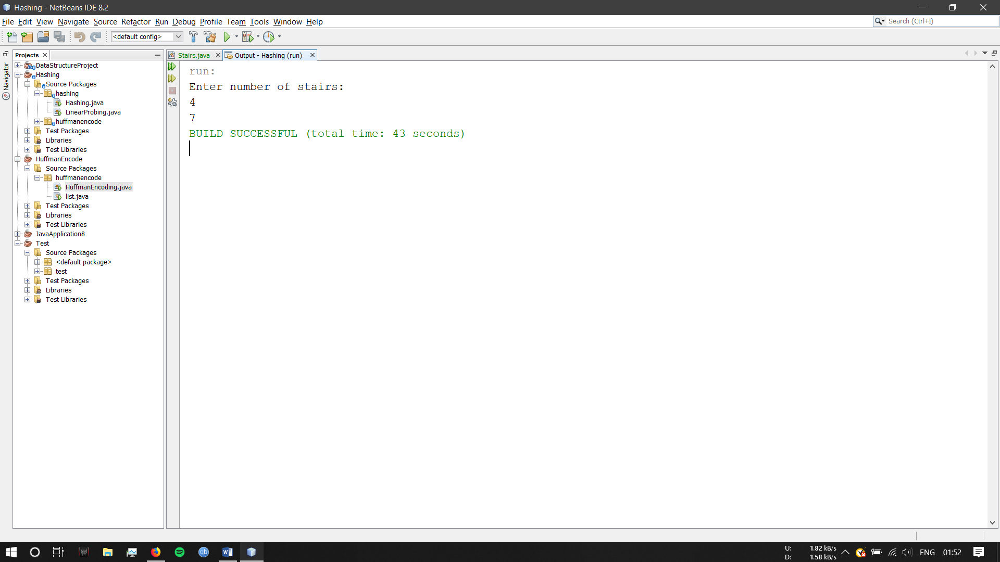 Hashing - NetBeans IDE 8.2
File Edit View Navigate Source Refactor Run Debug Profile Team Tools Window Help
Search (Ctrl+I)
<default config>
Navigator
Projects
DataStructureProject
Hashing
Source Packages
hashing
Hashing.java
LinearProbing.java
huffmanencode
Test Packages
Libraries
Test Libraries
HuffmanEncode
Source Packages
huffmanencode
HuffmanEncoding.java
list.java
Test Packages
Libraries
Test Libraries
JavaApplication8
Test
Source Packages
<default package>
test
Test Packages
Libraries
Test Libraries
Stairs.java
Output - Hashing (run)
run:
Enter number of stairs:
4
7
BUILD SUCCESSFUL (total time: 43 seconds)
qb
U: 1.82 kB/s
D: 1.58 kB/s
ENG
01:52